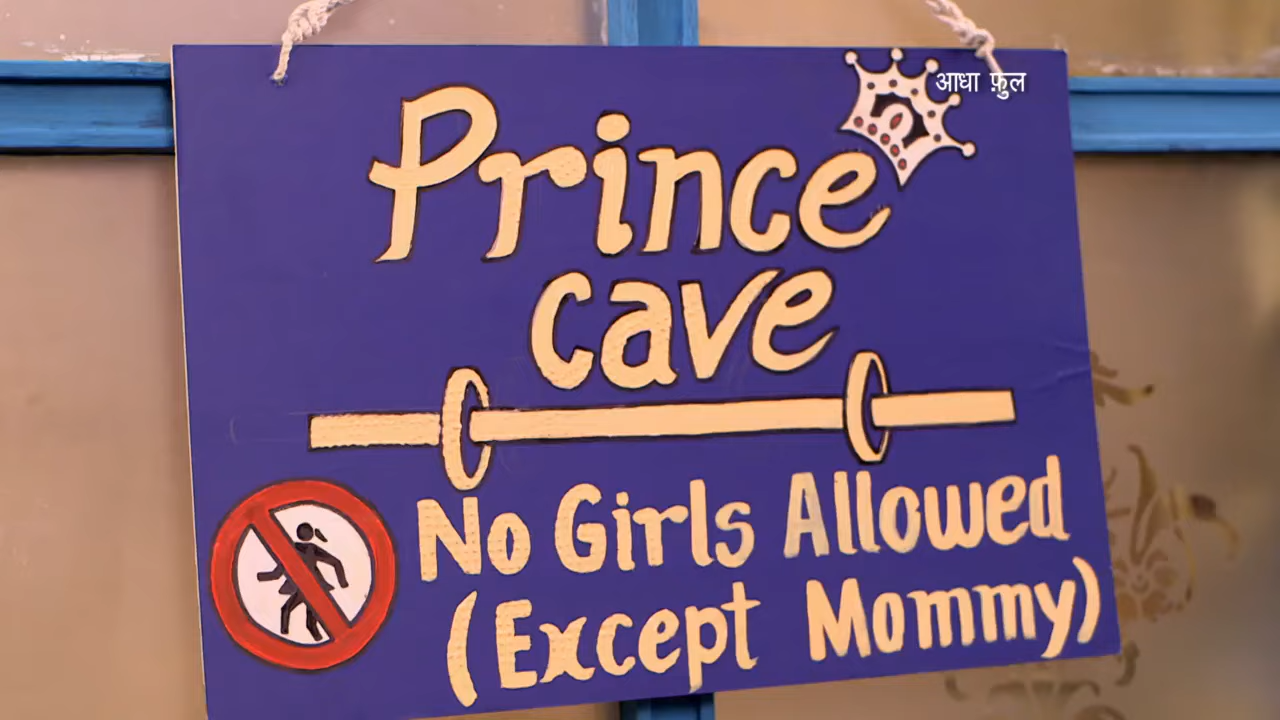 आधा फ़ुल
Prince
cave
No Girls Allowed
(Except Mommy)